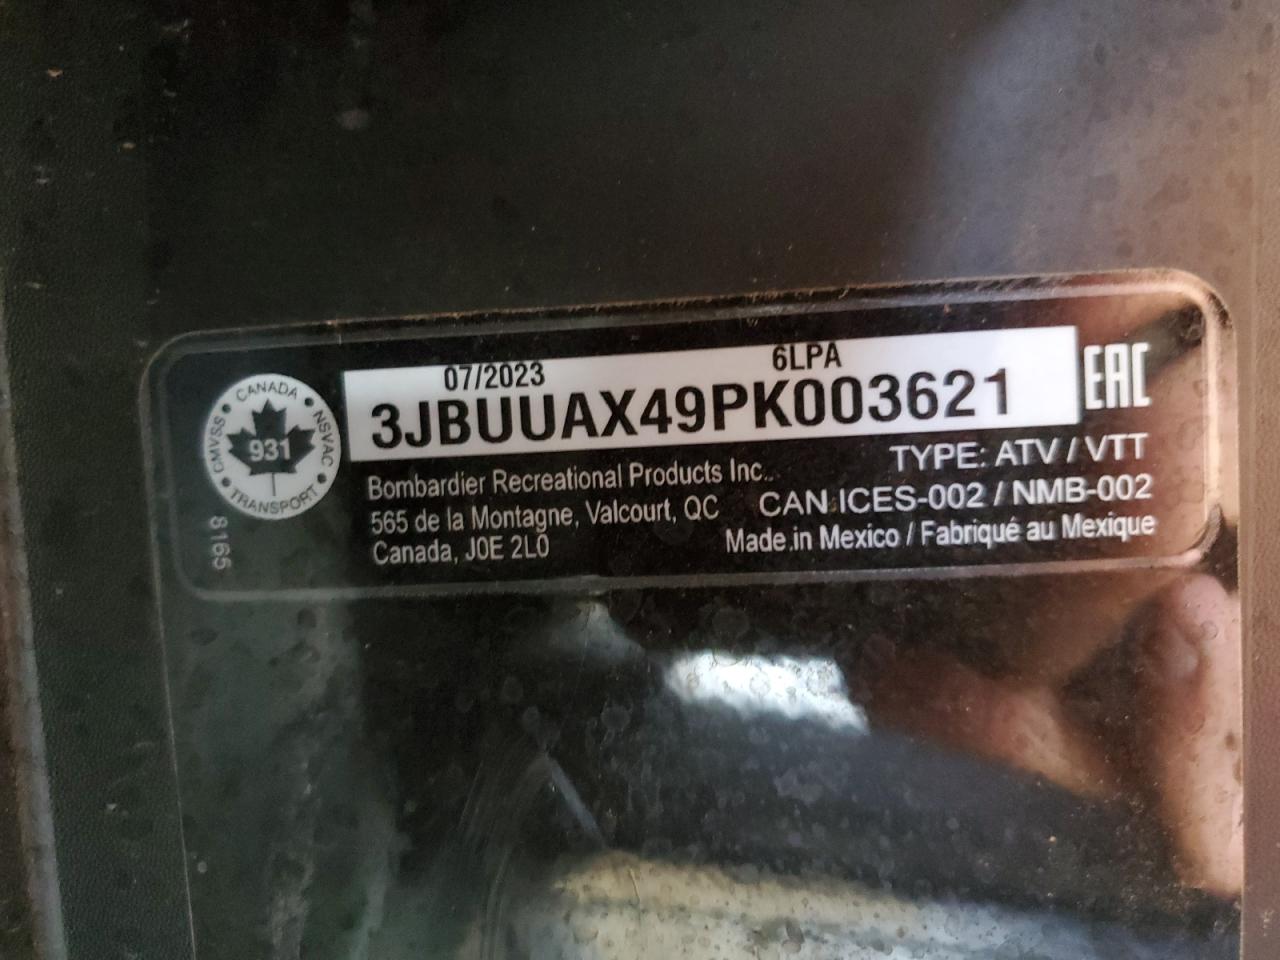 07/2023 6LPA
3JBUUAX49PK003621
EAC
CANADA
CMVSS NSVAC
931
TRANSPORT
8165
TYPE: ATV / VTT
Bombardier Recreational Products Inc.
CAN ICES-002 / NMB-002
565 de la Montagne, Valcourt, QC
Made in Mexico / Fabriqué au Mexique
Canada, J0E 2L0